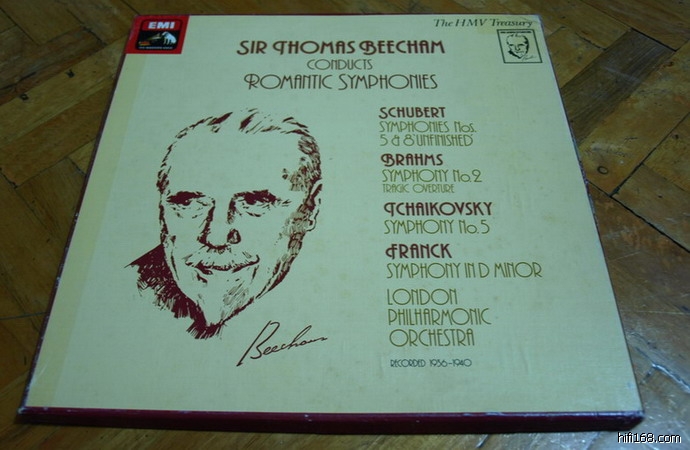 The HMV Treasury
EMI
SIR THOMAS BEECHAM
CONDUCTS
ROMANTIC SYMPHONIES
SCHUBERT
SYMPHONIES Nos.
5 & 8 'UNFINISHED'
BRAHMS
SYMPHONY No.2
TRAGIC OVERTURE
TCHAIKOVSKY
SYMPHONY No.5
FRANCK
SYMPHONY IN D MINOR
LONDON
PHILHARMONIC
ORCHESTRA
RECORDED 1936-1940
Beecham
hifi168.com